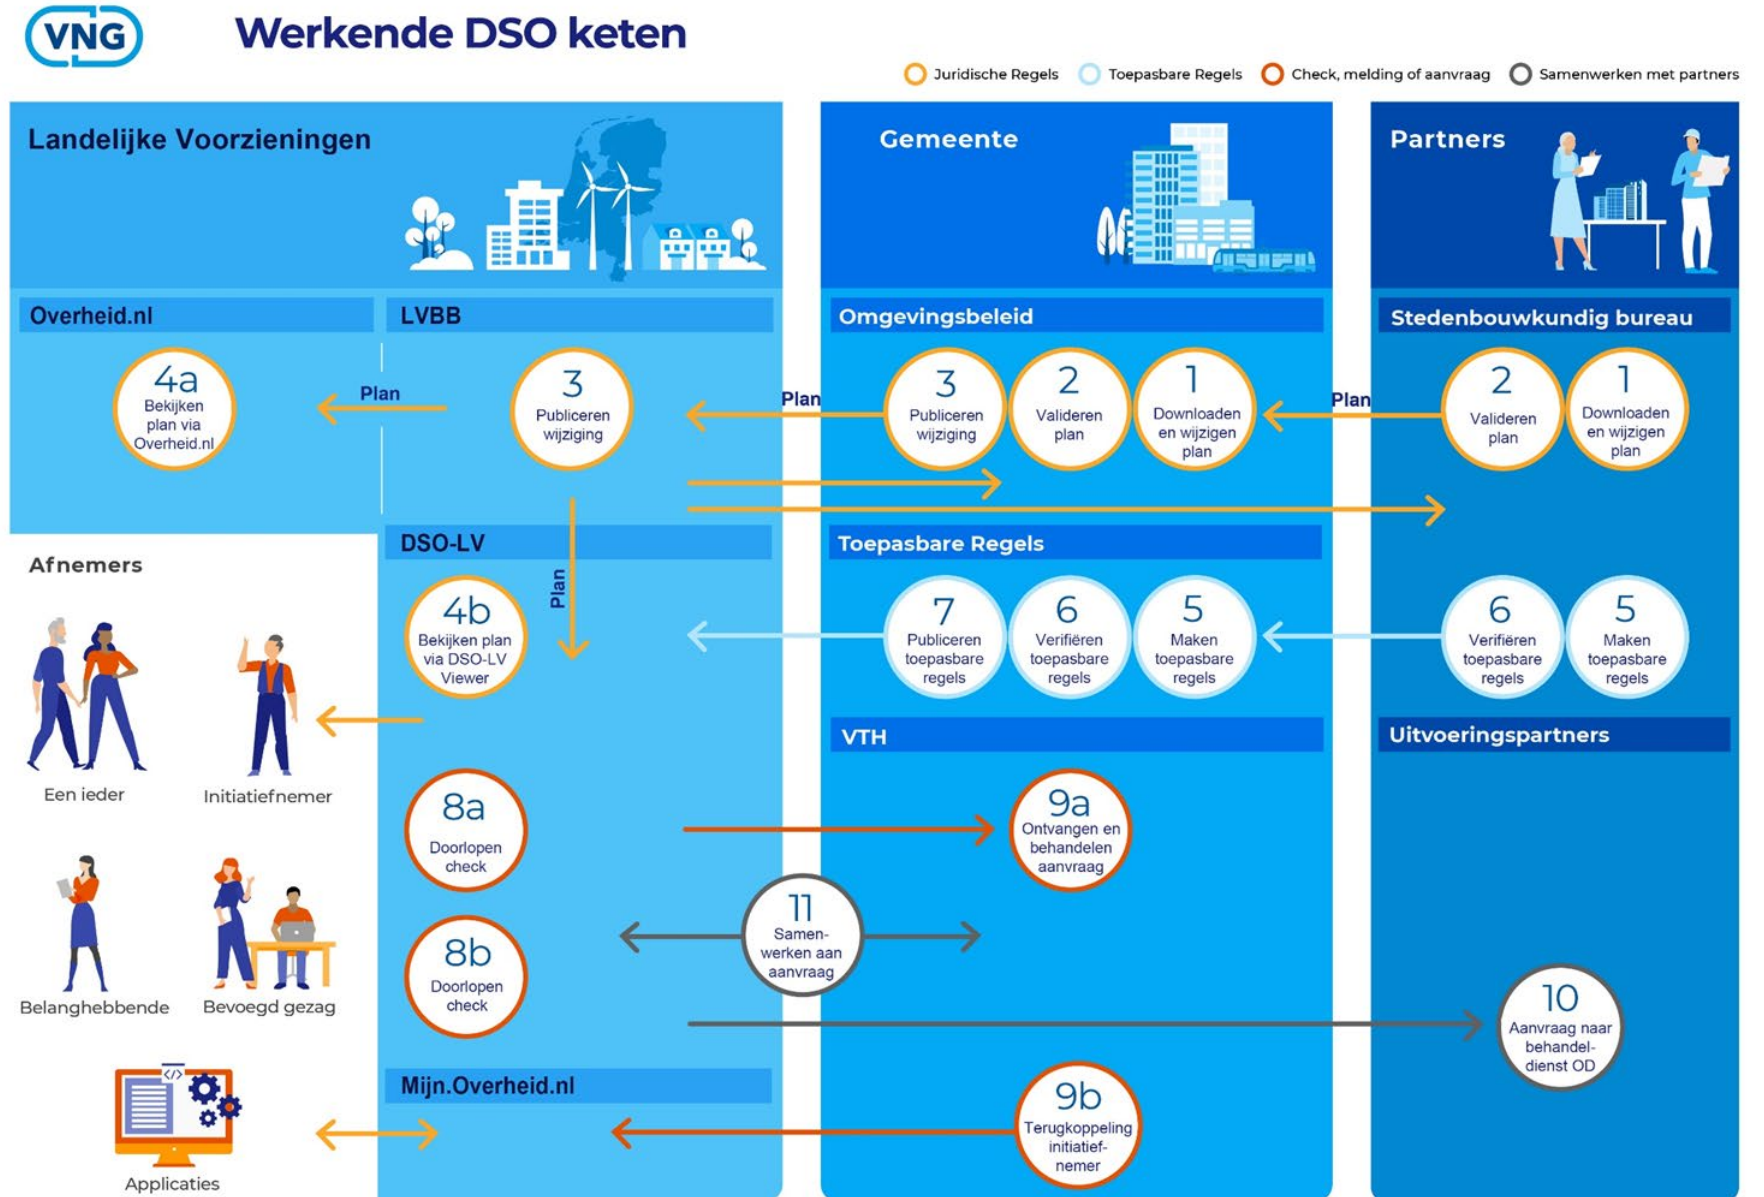 VNG
Werkende DSO keten
Juridische Regels
Toepasbare Regels
Check, melding of aanvraag
Samenwerken met partners
Landelijke Voorzieningen
Gemeente
Partners
Overheid.nl
LVBB
Omgevingsbeleid
Stedenbouwkundig bureau
4a
Bekijken
plan via
Overheid.nl
Plan
3
Publiceren
wijziging
Plan
3
Publiceren
wijziging
2
Valideren
plan
1
Downloaden
en wijzigen
plan
Plan
2
Valideren
plan
1
Downloaden
en wijzigen
plan
Afnemers
DSO-LV
Toepasbare Regels
Plan
4b
Bekijken plan
via DSO-LV
Viewer
7
Publiceren
toepasbare
regels
6
Verifiëren
toepasbare
regels
5
Maken
toepasbare
regels
6
Verifiëren
toepasbare
regels
5
Maken
toepasbare
regels
VTH
Uitvoeringspartners
Een ieder
Initiatiefnemer
8a
Doorlopen
check
9a
Ontvangen en
behandelen
aanvraag
11
Samen-
werken aan
aanvraag
8b
Doorlopen
check
Belanghebbende
Bevoegd gezag
10
Aanvraag naar
behandel-
dienst OD
Mijn.Overheid.nl
9b
Terugkoppeling
initiatief-
nemer
</>
Applicaties